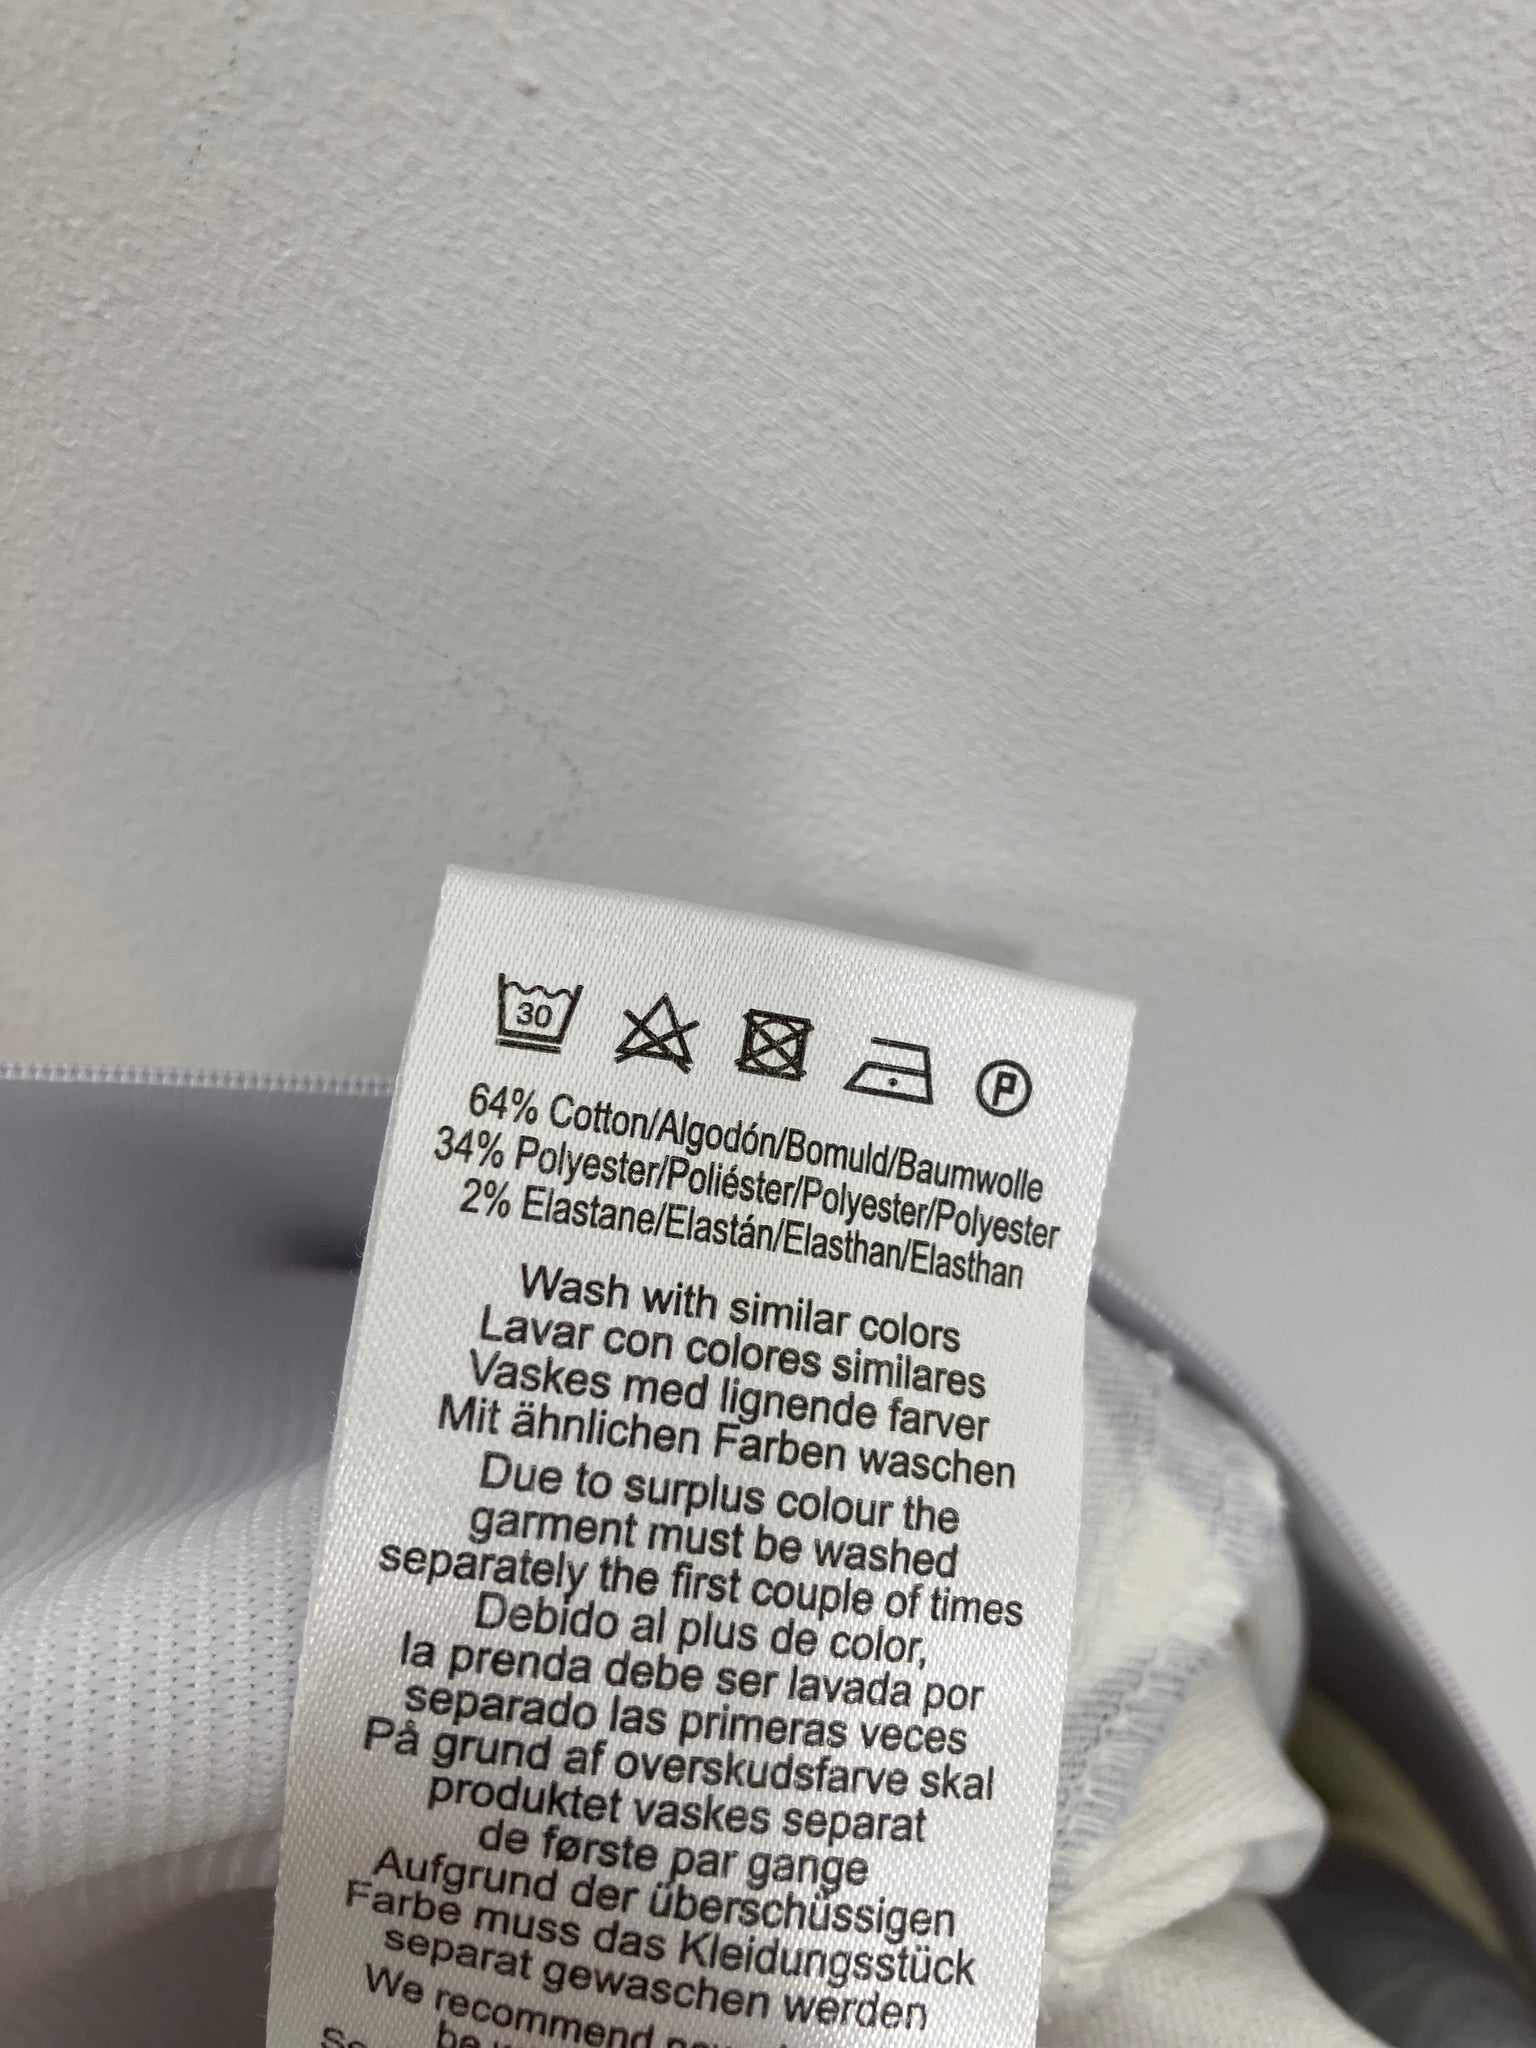 30
P
64% Cotton/Algodón/Bomuld/Baumwolle
34% Polyester/Poliéster/Polyester/Polyester
2% Elastane/Elastán/Elasthan/Elasthan
Wash with similar colors
Lavar con colores similares
Vaskes med lignende farver
Mit ähnlichen Farben waschen
Due to surplus colour the
garment must be washed
separately the first couple of times
Debido al plus de color,
la prenda debe ser lavada por
separado las primeras veces
På grund af overskudsfarve skal
produktet vaskes separat
de første par gange
Aufgrund der überschüssigen
Farbe muss das Kleidungsstück
separat gewaschen werden
We recommend
be